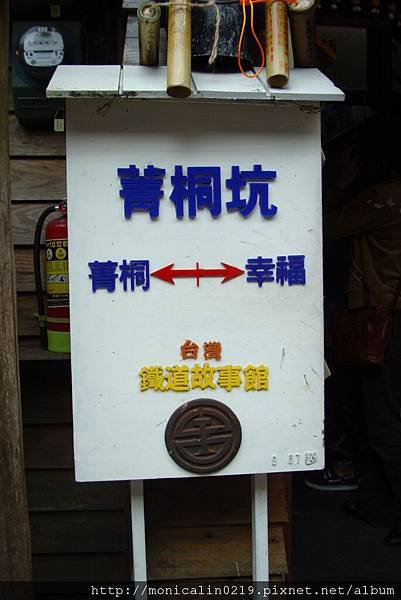 菁桐坑
菁桐 ↔ 幸福
台灣
鐵道故事館
http://monicalin0219.pixnet.net/album